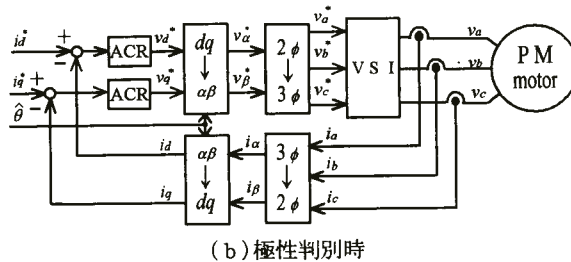 id* + − ACR vd* dq ↓ αβ vα* 2φ ↓ 3φ va* VSI va PM motor
iq* + − ACR vq* vβ* vb* vb
vc* vc
θ̂
id αβ ↓ dq iα 3φ ↓ 2φ ia
ib
iq iβ ic
(b) 極性判別時